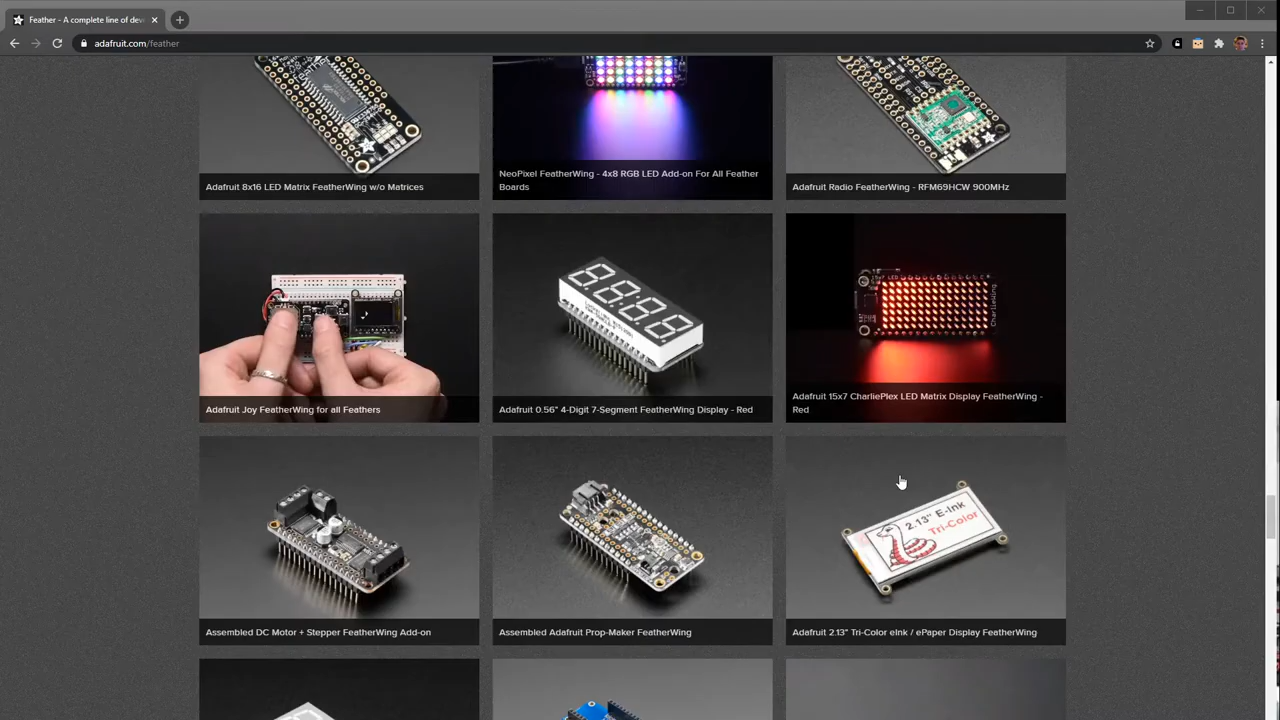 Feather - A complete line of dev
adafruit.com/feather
Adafruit 8x16 LED Matrix FeatherWing w/o Matrices
NeoPixel FeatherWing - 4x8 RGB LED Add-on For All Feather
Boards
Adafruit Radio FeatherWing - RFM69HCW 900MHz
Adafruit Joy FeatherWing for all Feathers
Adafruit 0.56" 4-Digit 7-Segment FeatherWing Display - Red
LED
CharlieWing
Adafruit 15x7 CharliePlex LED Matrix Display FeatherWing -
Red
Assembled DC Motor + Stepper FeatherWing Add-on
Assembled Adafruit Prop-Maker FeatherWing
2.13" E-Ink
Tri-Color
Adafruit 2.13" Tri-Color eInk / ePaper Display FeatherWing